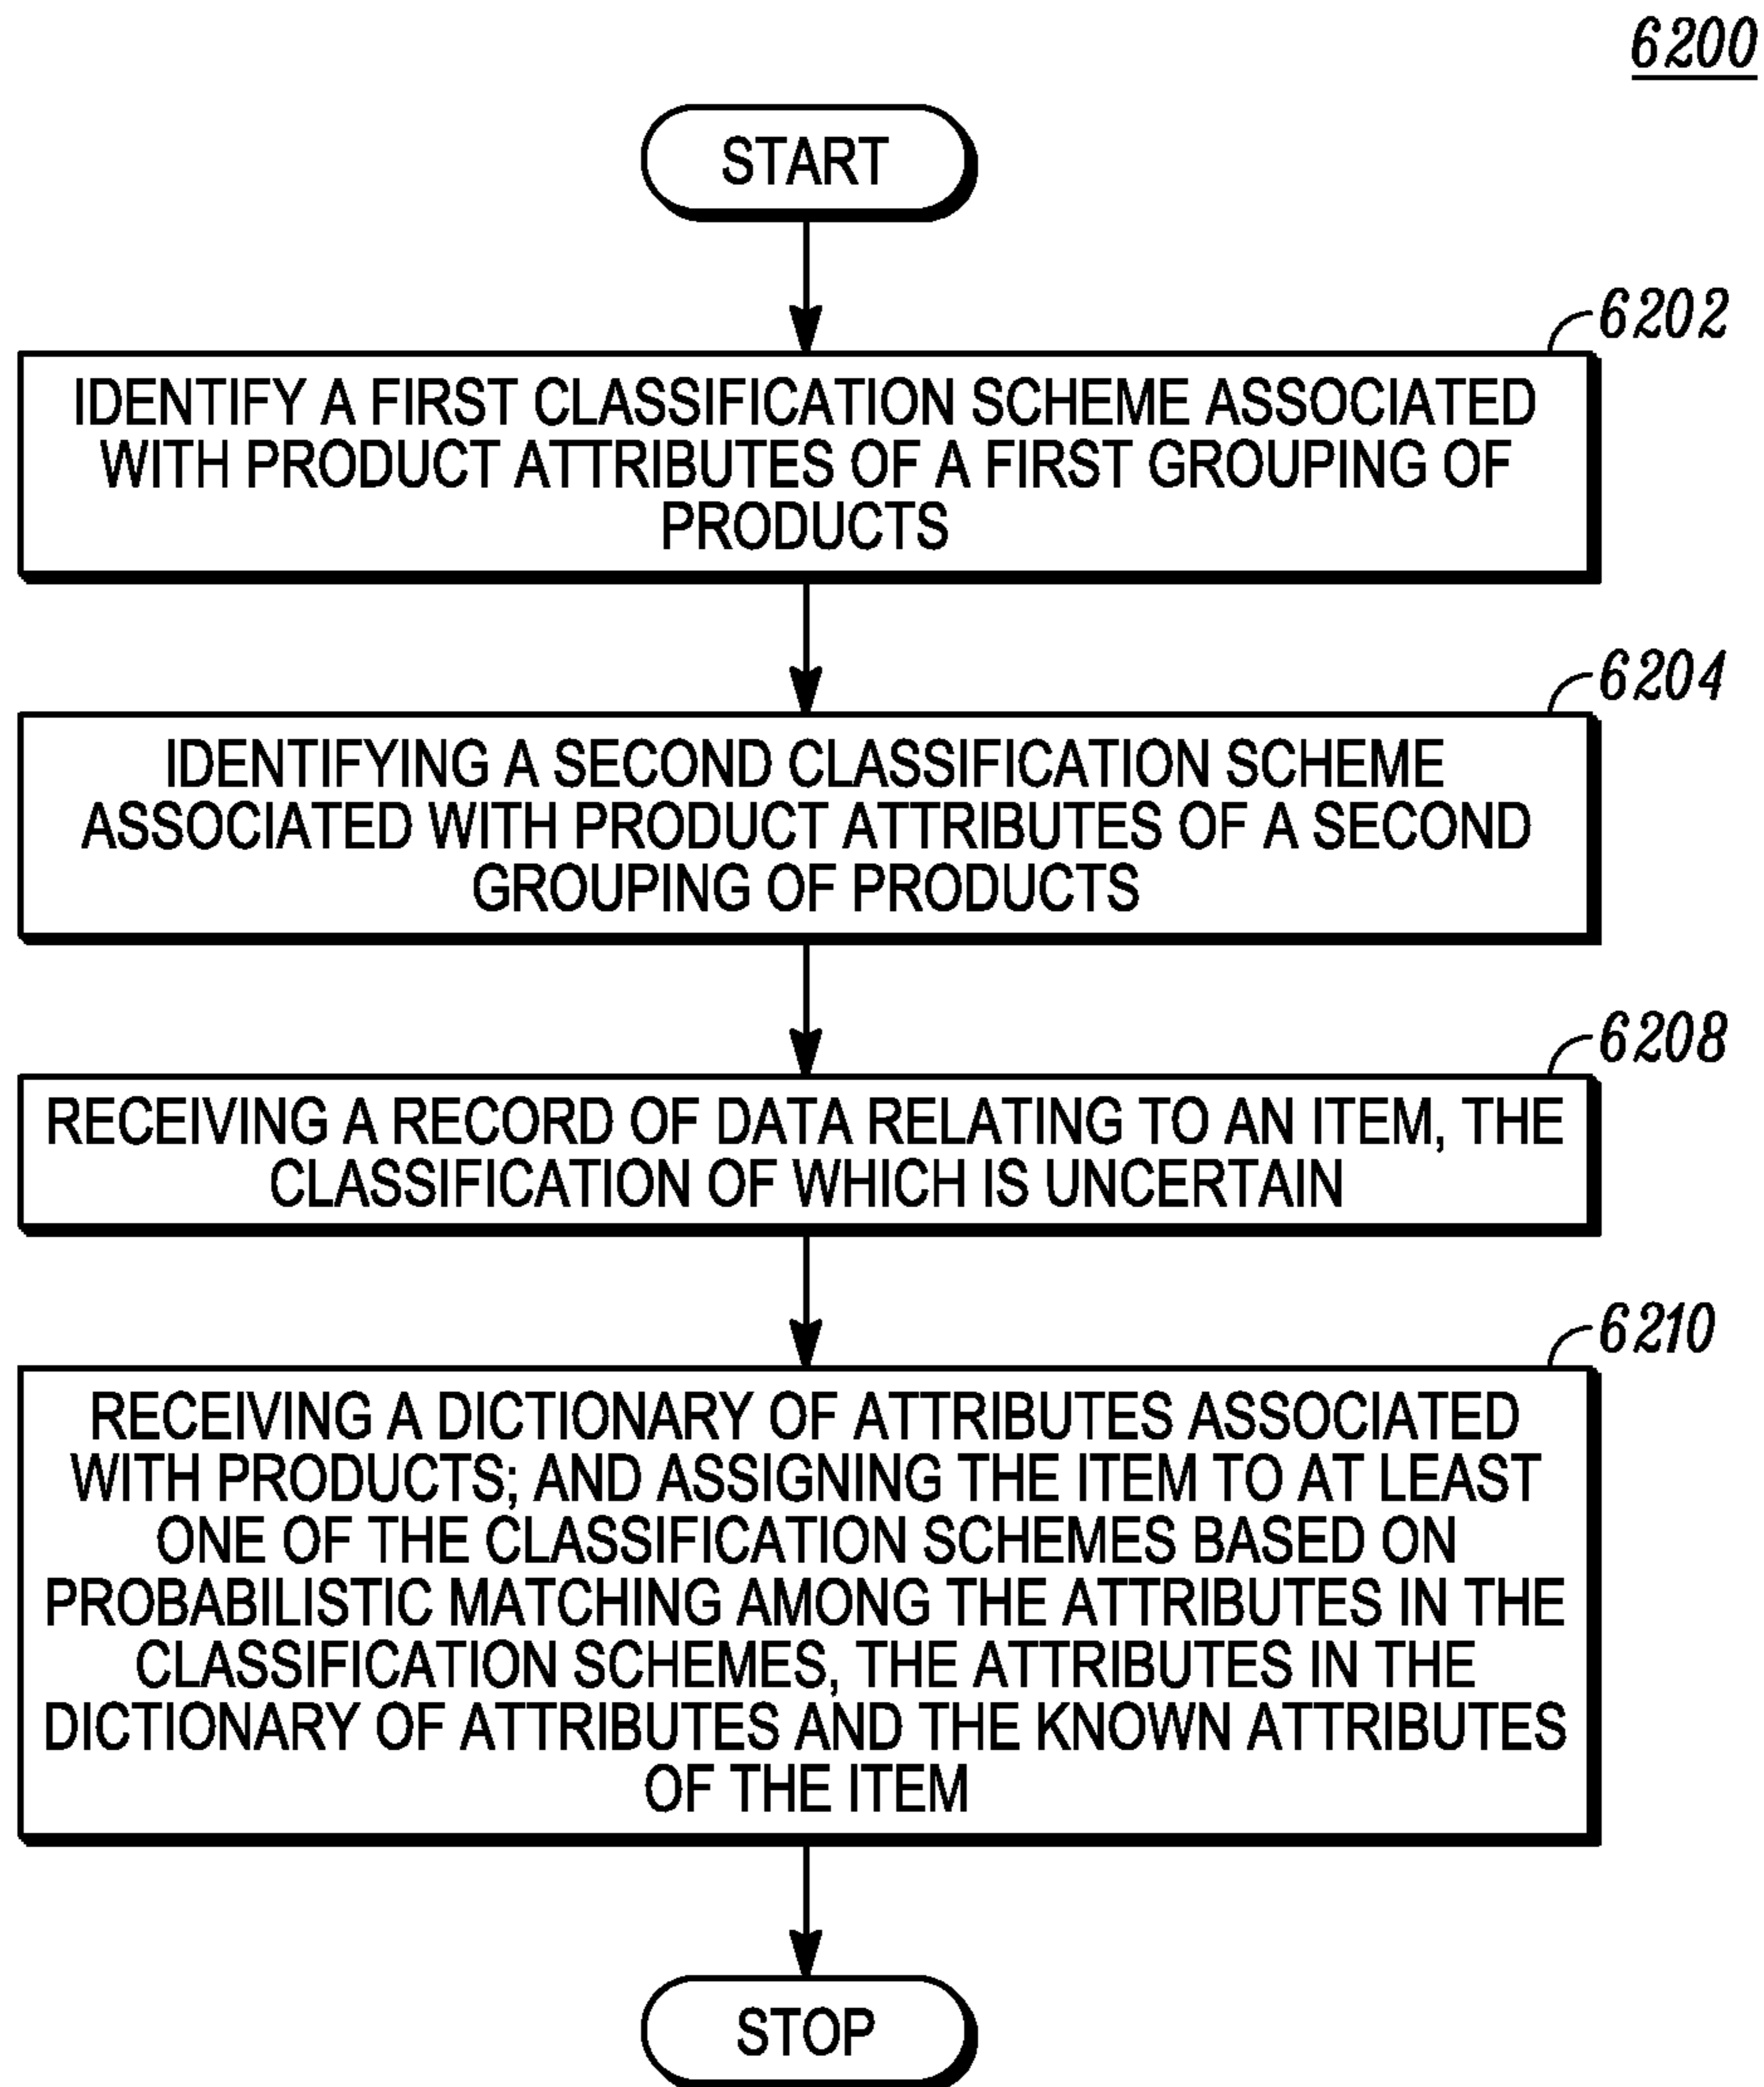 6200
START
6202
IDENTIFY A FIRST CLASSIFICATION SCHEME ASSOCIATED
WITH PRODUCT ATTRIBUTES OF A FIRST GROUPING OF
PRODUCTS
6204
IDENTIFYING A SECOND CLASSIFICATION SCHEME
ASSOCIATED WITH PRODUCT ATTRIBUTES OF A SECOND
GROUPING OF PRODUCTS
6208
RECEIVING A RECORD OF DATA RELATING TO AN ITEM, THE
CLASSIFICATION OF WHICH IS UNCERTAIN
6210
RECEIVING A DICTIONARY OF ATTRIBUTES ASSOCIATED
WITH PRODUCTS; AND ASSIGNING THE ITEM TO AT LEAST
ONE OF THE CLASSIFICATION SCHEMES BASED ON
PROBABILISTIC MATCHING AMONG THE ATTRIBUTES IN THE
CLASSIFICATION SCHEMES, THE ATTRIBUTES IN THE
DICTIONARY OF ATTRIBUTES AND THE KNOWN ATTRIBUTES
OF THE ITEM
STOP